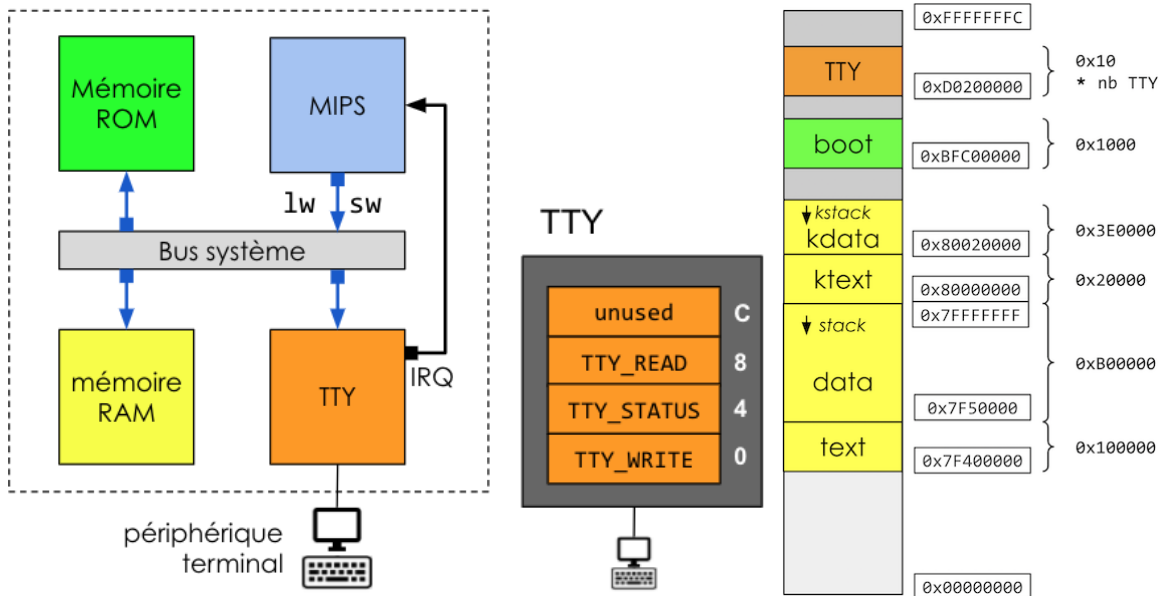 Mémoire
ROM
MIPS
lw
sw
Bus système
mémoire
RAM
TTY
IRQ
périphérique
terminal
TTY
unused
C
TTY_READ
8
TTY_STATUS
4
TTY_WRITE
0
0xFFFFFFFC
TTY
0xD0200000
0x10
* nb TTY
boot
0xBFC00000
0x1000
kstack
kdata
0x80020000
0x3E0000
ktext
0x80000000
0x20000
0x7FFFFFFF
stack
data
0x7F50000
0xB00000
text
0x7F400000
0x100000
0x00000000